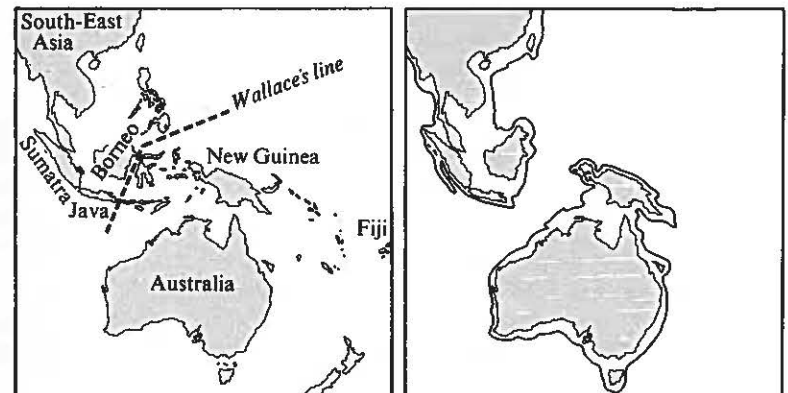 South-East
Asia
Wallace's line
Borneo
New Guinea
Sumatra
Java
Fiji
Australia